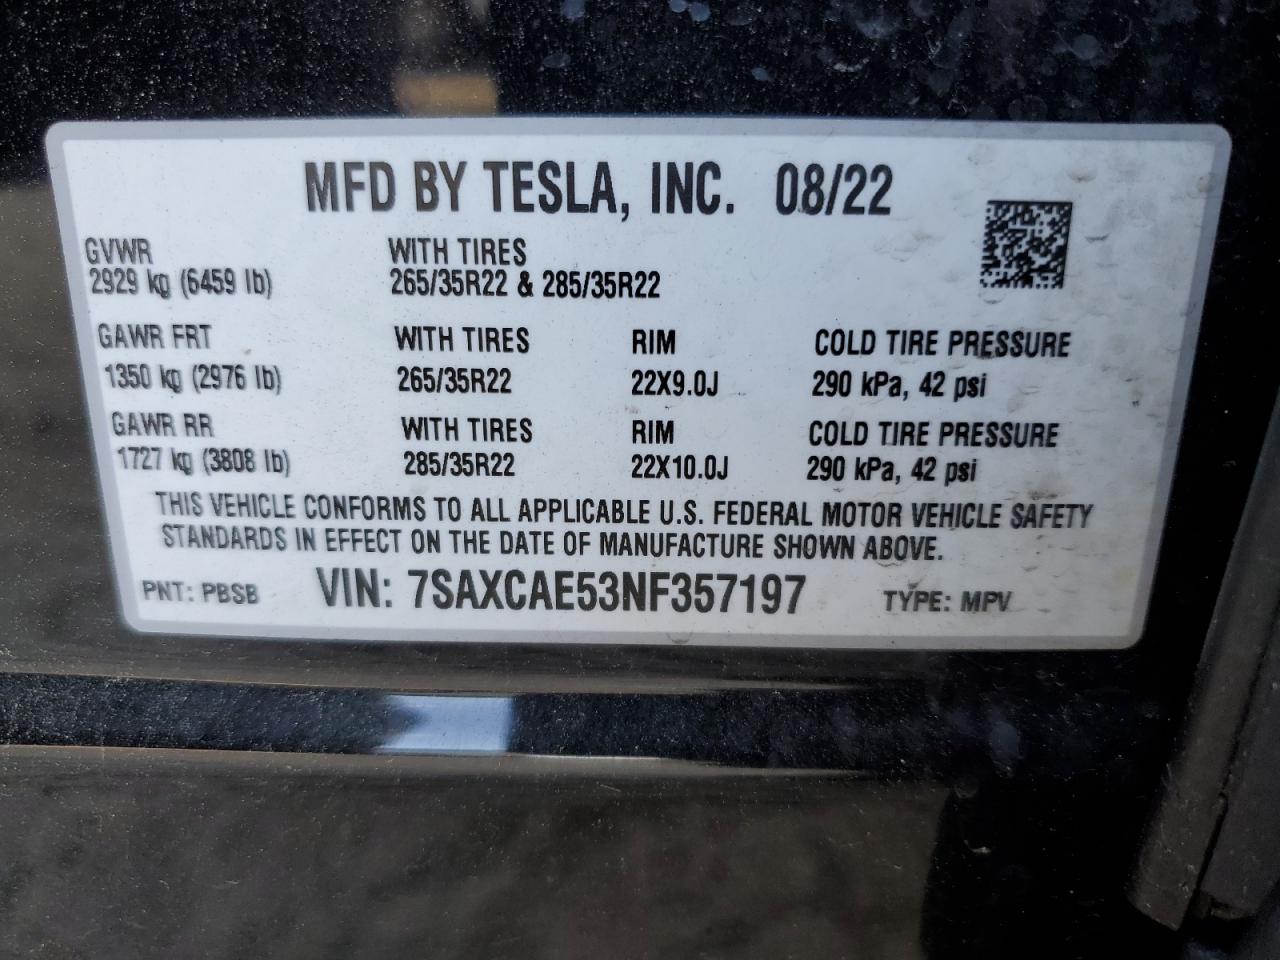 MFD BY TESLA, INC. 08/22
GVWR WITH TIRES
2929 kg (6459 lb) 265/35R22 & 285/35R22
GAWR FRT WITH TIRES RIM COLD TIRE PRESSURE
1350 kg (2976 lb) 265/35R22 22X9.0J 290 kPa, 42 psi
GAWR RR WITH TIRES RIM COLD TIRE PRESSURE
1727 kg (3808 lb) 285/35R22 22X10.0J 290 kPa, 42 psi
THIS VEHICLE CONFORMS TO ALL APPLICABLE U.S. FEDERAL MOTOR VEHICLE SAFETY
STANDARDS IN EFFECT ON THE DATE OF MANUFACTURE SHOWN ABOVE.
PNT: PBSB VIN: 7SAXCAE53NF357197 TYPE: MPV